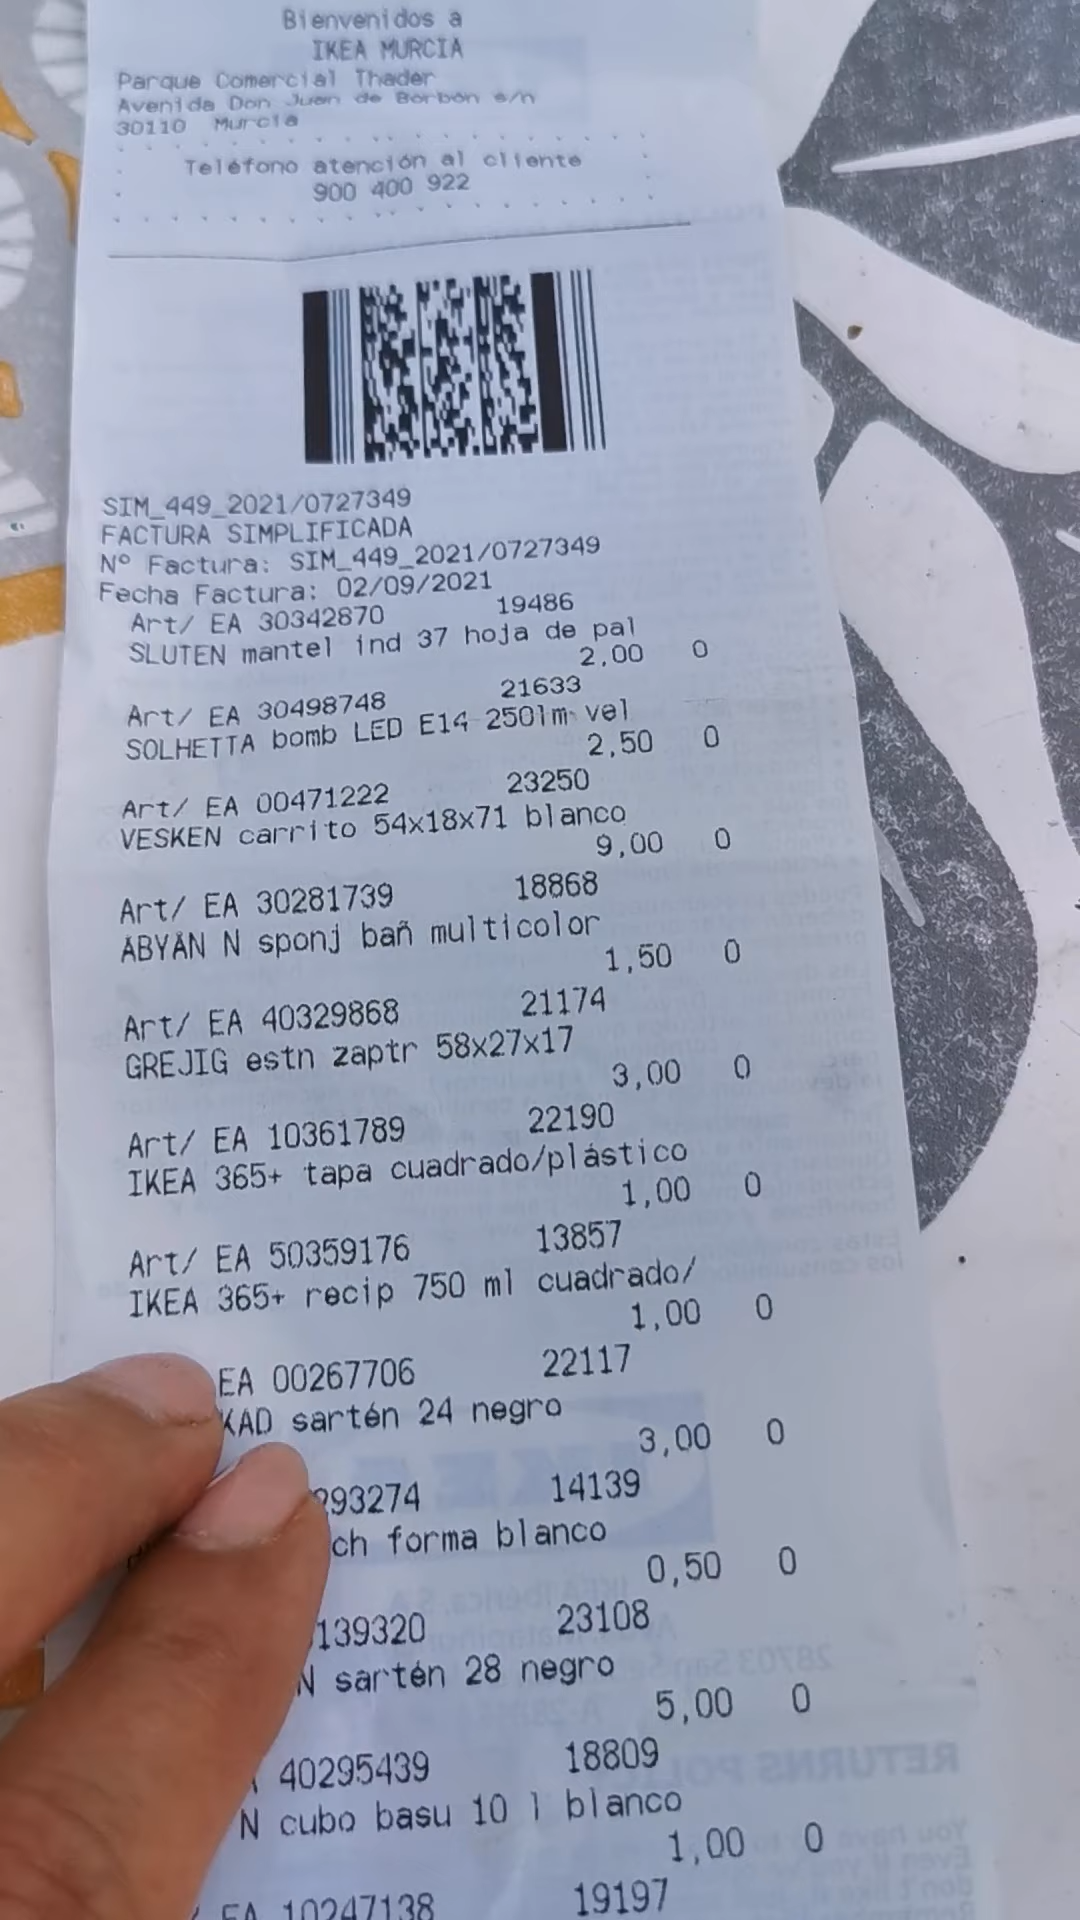 Bienvenidos a
IKEA MURCIA
Parque Comercial Thader
Avenida Don Juan de Borbón s/n
30110 Murcia
Teléfono atención al cliente
900 400 922
SIM_449_2021/0727349
FACTURA SIMPLIFICADA
Nº Factura: SIM_449_2021/0727349
Fecha Factura: 02/09/2021
Art/ EA 30342870 19486
SLUTEN mantel ind 37 hoja de pal
2,00 0
Art/ EA 30498748 21633
SOLHETTA bomb LED E14 250lm vel
2,50 0
Art/ EA 00471222 23250
VESKEN carrito 54x18x71 blanco
9,00 0
Art/ EA 30281739 18868
ÅBYÅN N sponj bañ multicolor
1,50 0
Art/ EA 40329868 21174
GREJIG estn zaptr 58x27x17
3,00 0
Art/ EA 10361789 22190
IKEA 365+ tapa cuadrado/plástico
1,00 0
Art/ EA 50359176 13857
IKEA 365+ recip 750 ml cuadrado/
1,00 0
EA 00267706 22117
KAD sartén 24 negro
3,00 0
293274 14139
ch forma blanco
0,50 0
139320 23108
N sartén 28 negro
5,00 0
40295439 18809
N cubo basu 10 l blanco
1,00 0
EA 10247138 19197